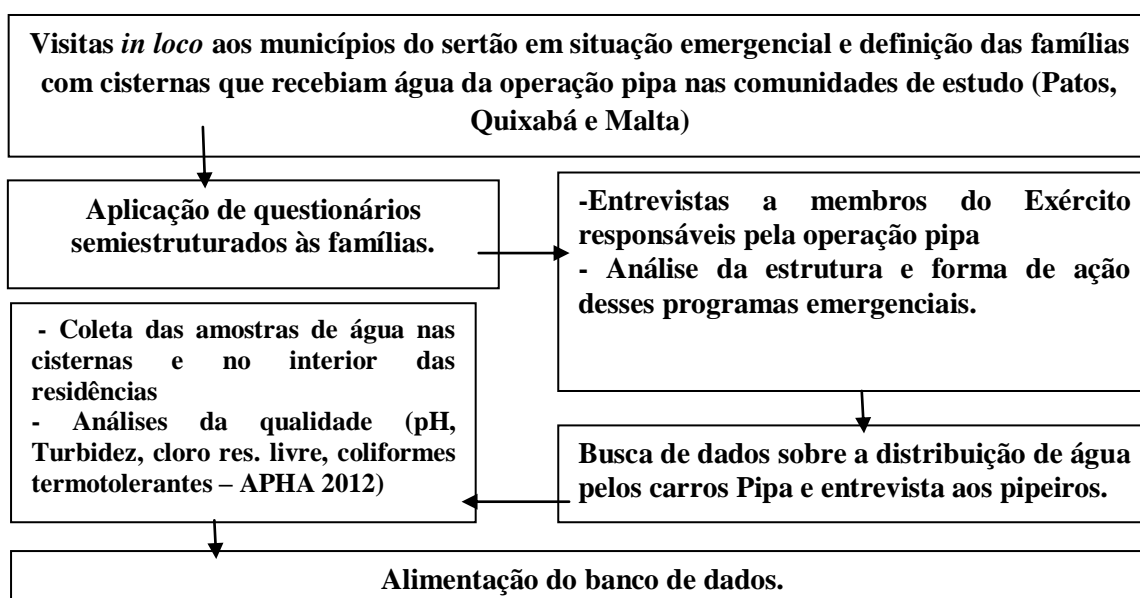 Visitas in loco aos municípios do sertão em situação emergencial e definição das famílias
com cisternas que recebiam água da operação pipa nas comunidades de estudo (Patos,
Quixabá e Malta)
Aplicação de questionários
semiestruturados às famílias.
-Entrevistas a membros do Exército
responsáveis pela operação pipa
- Análise da estrutura e forma de ação
desses programas emergenciais.
- Coleta das amostras de água nas
cisternas e no interior das
residências
- Análises da qualidade (pH,
Turbidez, cloro res. livre, coliformes
termotolerantes – APHA 2012)
Busca de dados sobre a distribuição de água
pelos carros Pipa e entrevista aos pipeiros.
Alimentação do banco de dados.